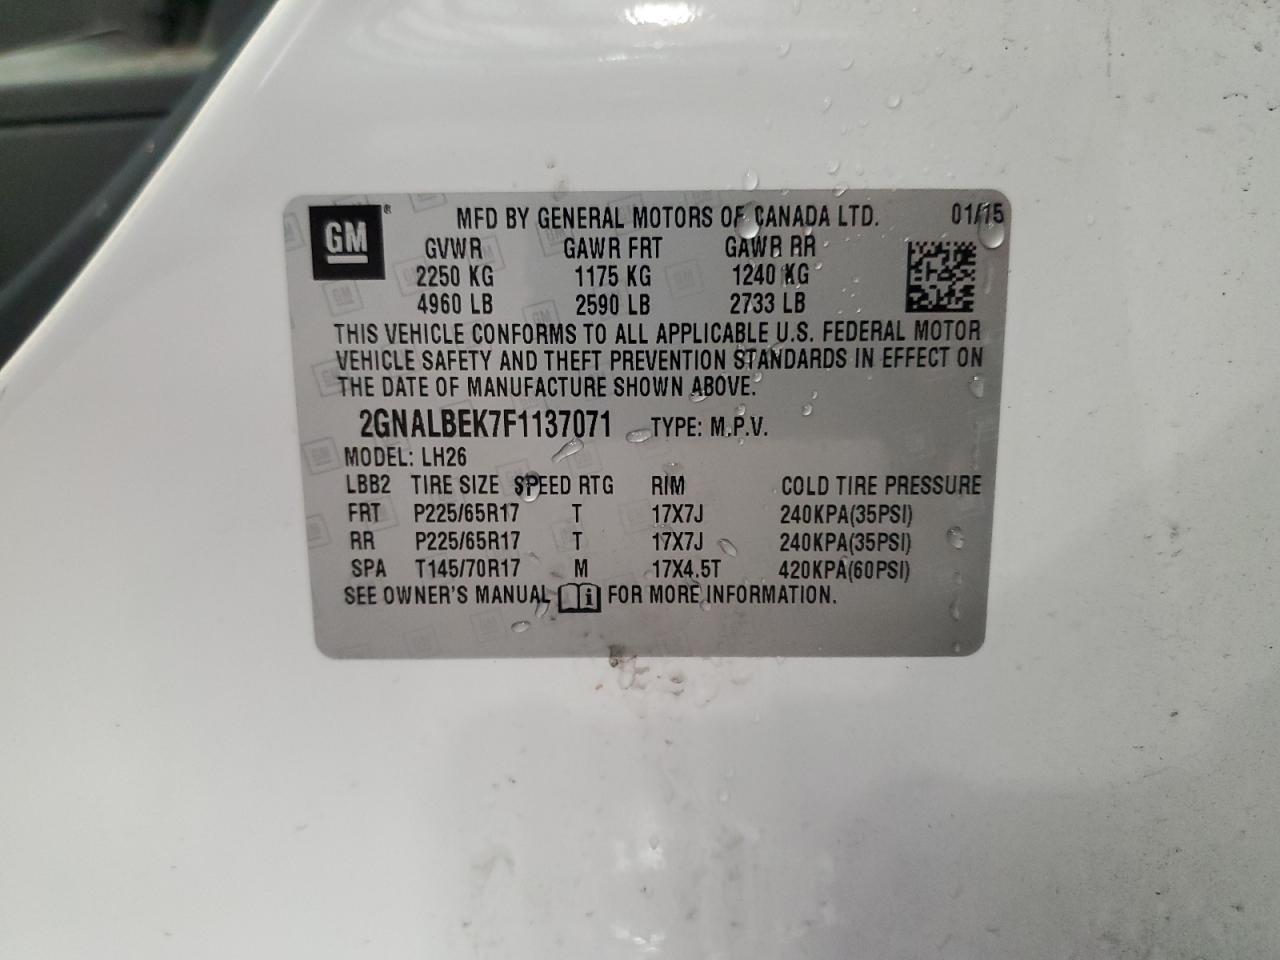 GM ® MFD BY GENERAL MOTORS OF CANADA LTD. 01/15
GVWR GAWR FRT GAWR RR
2250 KG 1175 KG 1240 KG
4960 LB 2590 LB 2733 LB
THIS VEHICLE CONFORMS TO ALL APPLICABLE U.S. FEDERAL MOTOR
VEHICLE SAFETY AND THEFT PREVENTION STANDARDS IN EFFECT ON
THE DATE OF MANUFACTURE SHOWN ABOVE.
2GNALBEK7F1137071 TYPE: M.P.V.
MODEL: LH26
LBB2 TIRE SIZE SPEED RTG RIM COLD TIRE PRESSURE
FRT P225/65R17 T 17X7J 240KPA(35PSI)
RR P225/65R17 T 17X7J 240KPA(35PSI)
SPA T145/70R17 M 17X4.5T 420KPA(60PSI)
SEE OWNER'S MANUAL i FOR MORE INFORMATION.